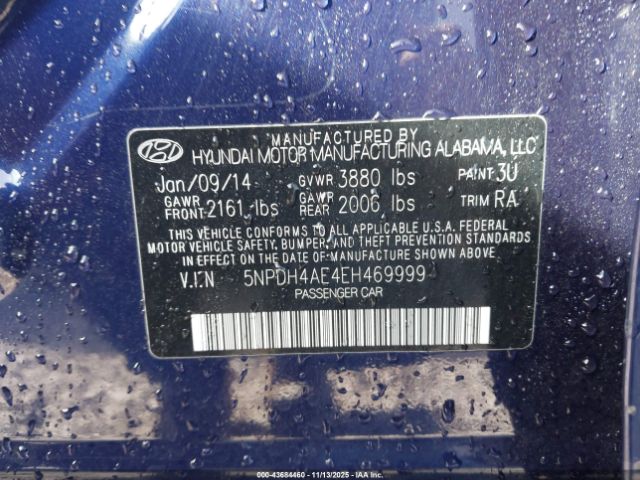 MANUFACTURED BY
HYUNDAI MOTOR MANUFACTURING ALABAMA, LLC
Jan/09/14 GVWR 3880 lbs PAINT 3U
GAWR FRONT 2161 lbs GAWR REAR 2006 lbs TRIM RA
THIS VEHICLE CONFORMS TO ALL APPLICABLE U.S.A. FEDERAL
MOTOR VEHICLE SAFETY, BUMPER, AND THEFT PREVENTION
STANDARDS IN EFFECT ON THE DATE OF MANUFACTURE SHOWN ABOVE.
V.I.N 5NPDH4AE4EH469999
PASSENGER CAR
000-43684460 - 11/13/2025 - © IAA Holdings, LLC